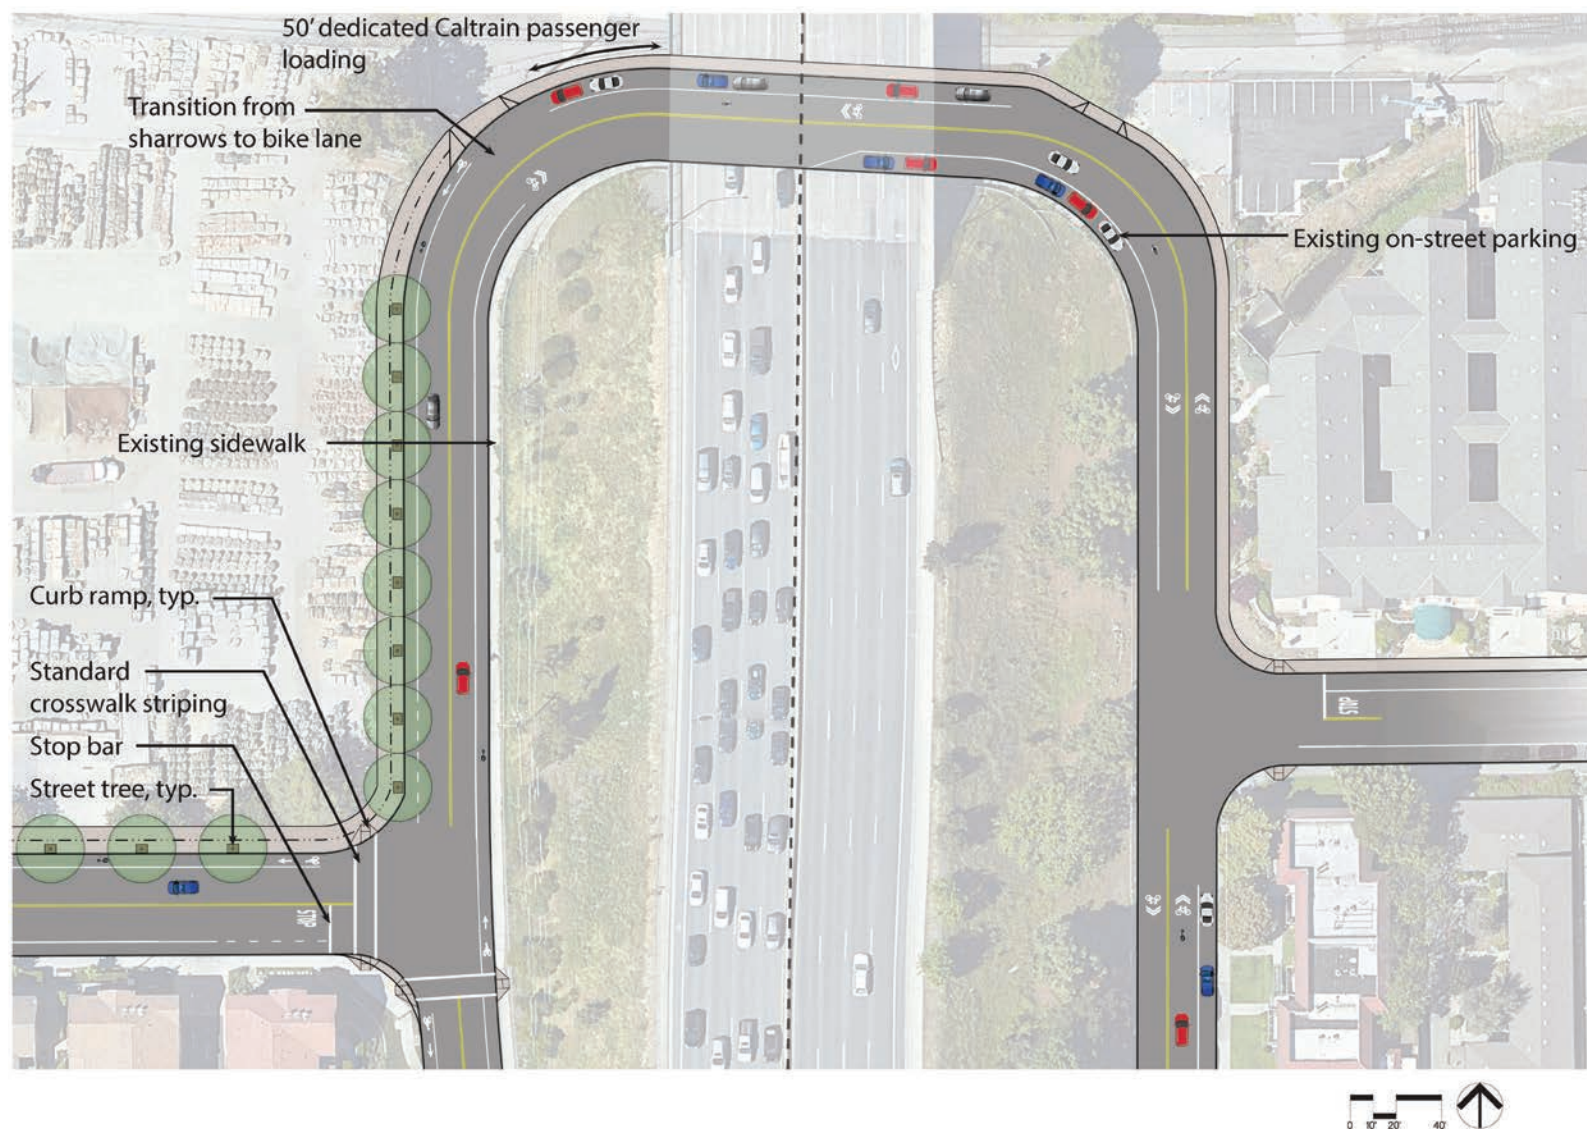 50' dedicated Caltrain passenger
loading
Transition from
sharrows to bike lane
Existing on-street parking
Existing sidewalk
Curb ramp, typ.
Standard
crosswalk striping
STOP
Stop bar
Street tree, typ.
STOP
0 10' 20' 40'